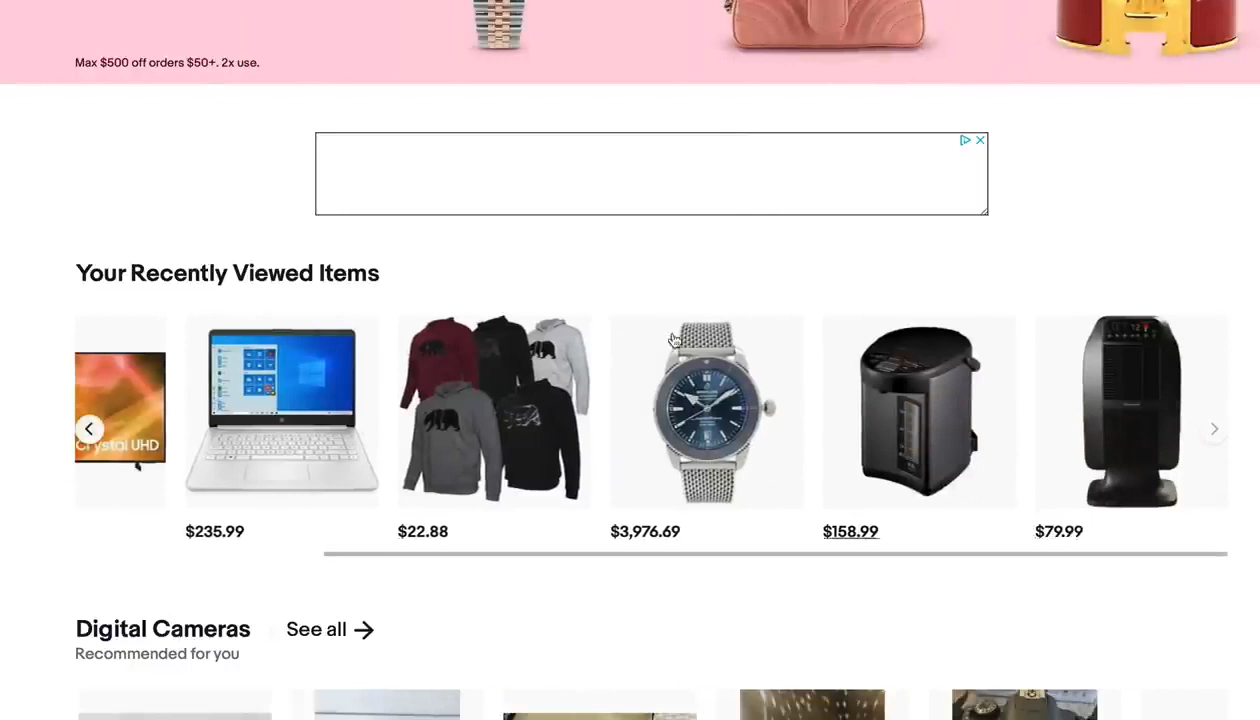 Max $500 off orders $50+. 2x use.
Your Recently Viewed Items
Crystal UHD
$235.99
$22.88
$3,976.69
$158.99
$79.99
Digital Cameras
See all
Recommended for you